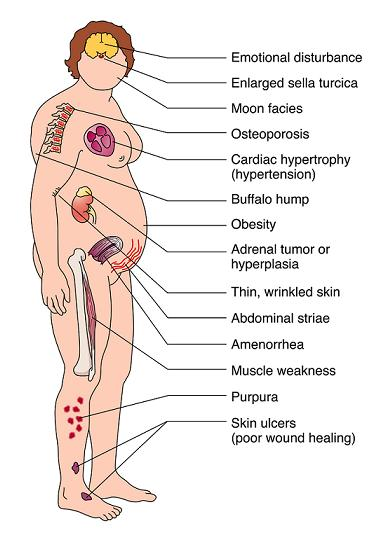 Emotional disturbance
Enlarged sella turcica
Moon facies
Osteoporosis
Cardiac hypertrophy
(hypertension)
Buffalo hump
Obesity
Adrenal tumor or
hyperplasia
Thin, wrinkled skin
Abdominal striae
Amenorrhea
Muscle weakness
Purpura
Skin ulcers
(poor wound healing)